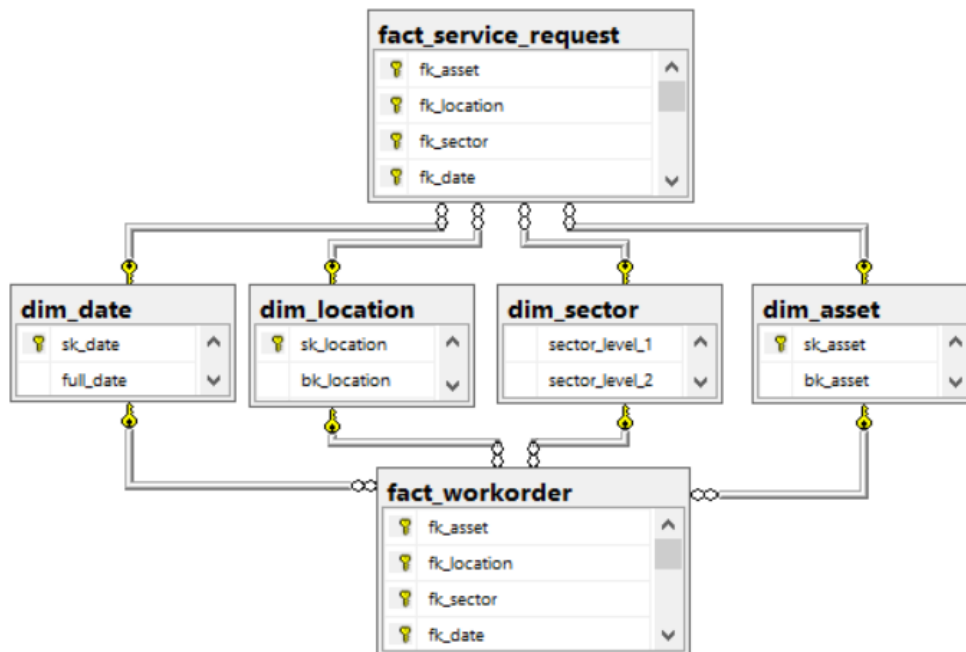 fact_service_request
fk_asset
fk_location
fk_sector
fk_date
dim_date
sk_date
full_date
dim_location
sk_location
bk_location
dim_sector
sector_level_1
sector_level_2
dim_asset
sk_asset
bk_asset
fact_workorder
fk_asset
fk_location
fk_sector
fk_date